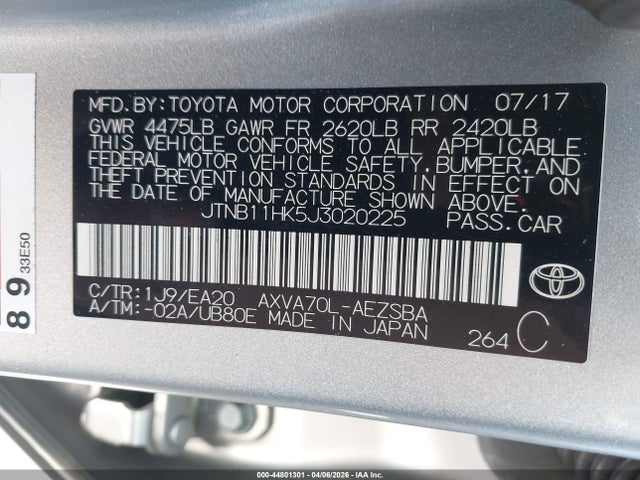 MFD.BY:TOYOTA MOTOR CORPORATION 07/17
GVWR 4475LB GAWR FR 2620LB RR 2420LB
THIS VEHICLE CONFORMS TO ALL APPLICABLE
FEDERAL MOTOR VEHICLE SAFETY,BUMPER,AND
THEFT PREVENTION STANDARDS IN EFFECT ON
THE DATE OF MANUFACTURE SHOWN ABOVE.
JTNB11HK5J3020225 PASS.CAR
C/TR:1J9/EA20 AXVA70L-AEZSBA
A/TM:-02A/UB80E MADE IN JAPAN
264 C
TOYOTA
89
33E50
000-44801301 - 04/06/2026 - IAA Inc.